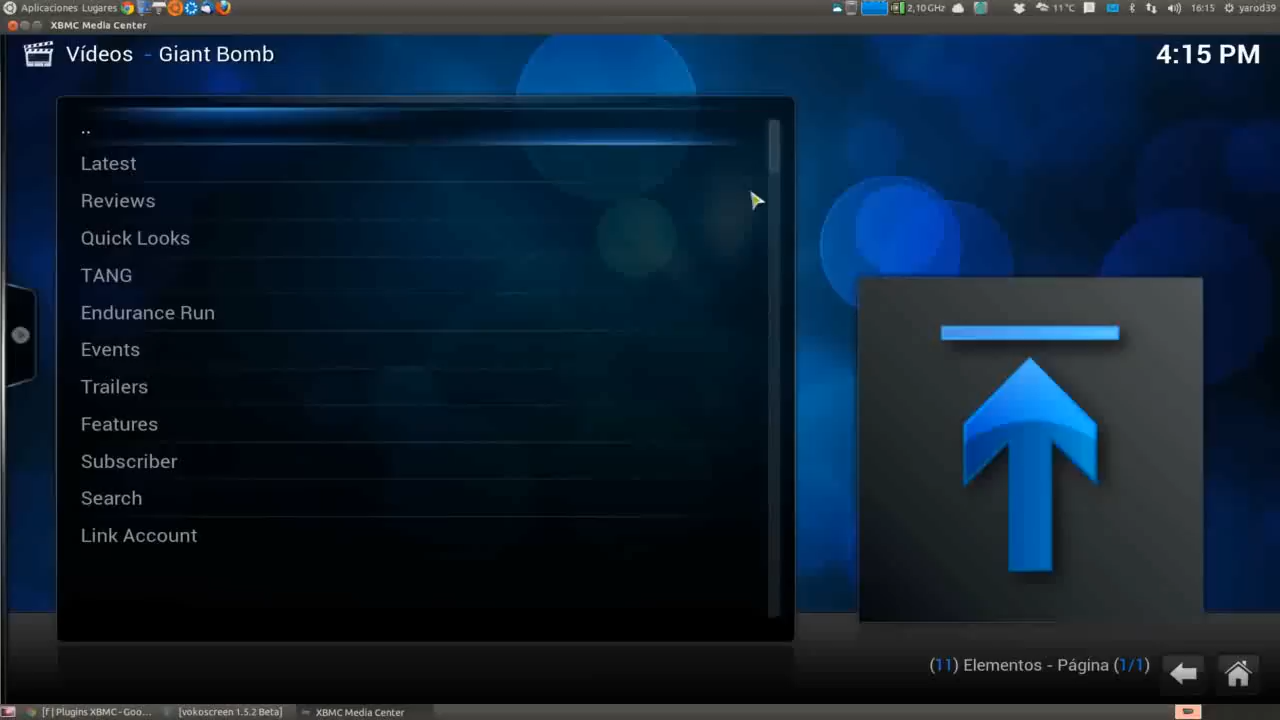 Aplicaciones Lugares
2,10 GHz
11 °C
16:15
yarod39
XBMC Media Center
Vídeos - Giant Bomb
4:15 PM
..
Latest
Reviews
Quick Looks
TANG
Endurance Run
Events
Trailers
Features
Subscriber
Search
Link Account
(11) Elementos - Página (1/1)
[F | Plugins XBMC - Goo...
[vokoscreen 1.5.2 Beta]
XBMC Media Center